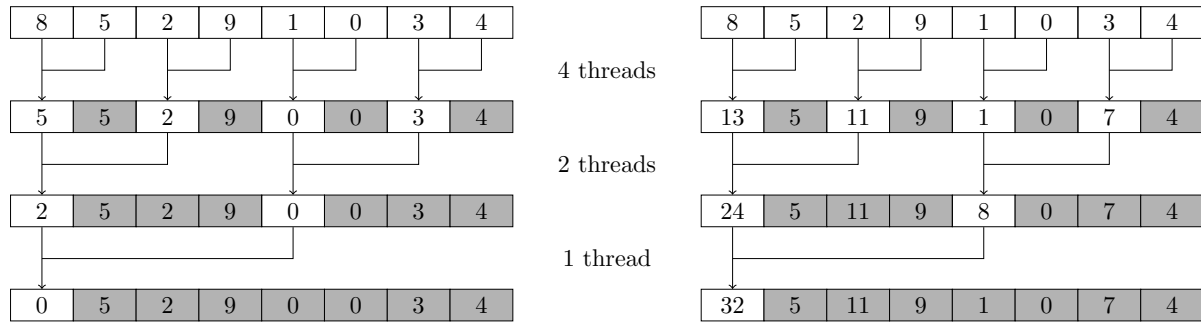 8 5 2 9 1 0 3 4 8 5 2 9 1 0 3 4
4 threads
5 5 2 9 0 0 3 4 13 5 11 9 1 0 7 4
2 threads
2 5 2 9 0 0 3 4 24 5 11 9 8 0 7 4
1 thread
0 5 2 9 0 0 3 4 32 5 11 9 1 0 7 4